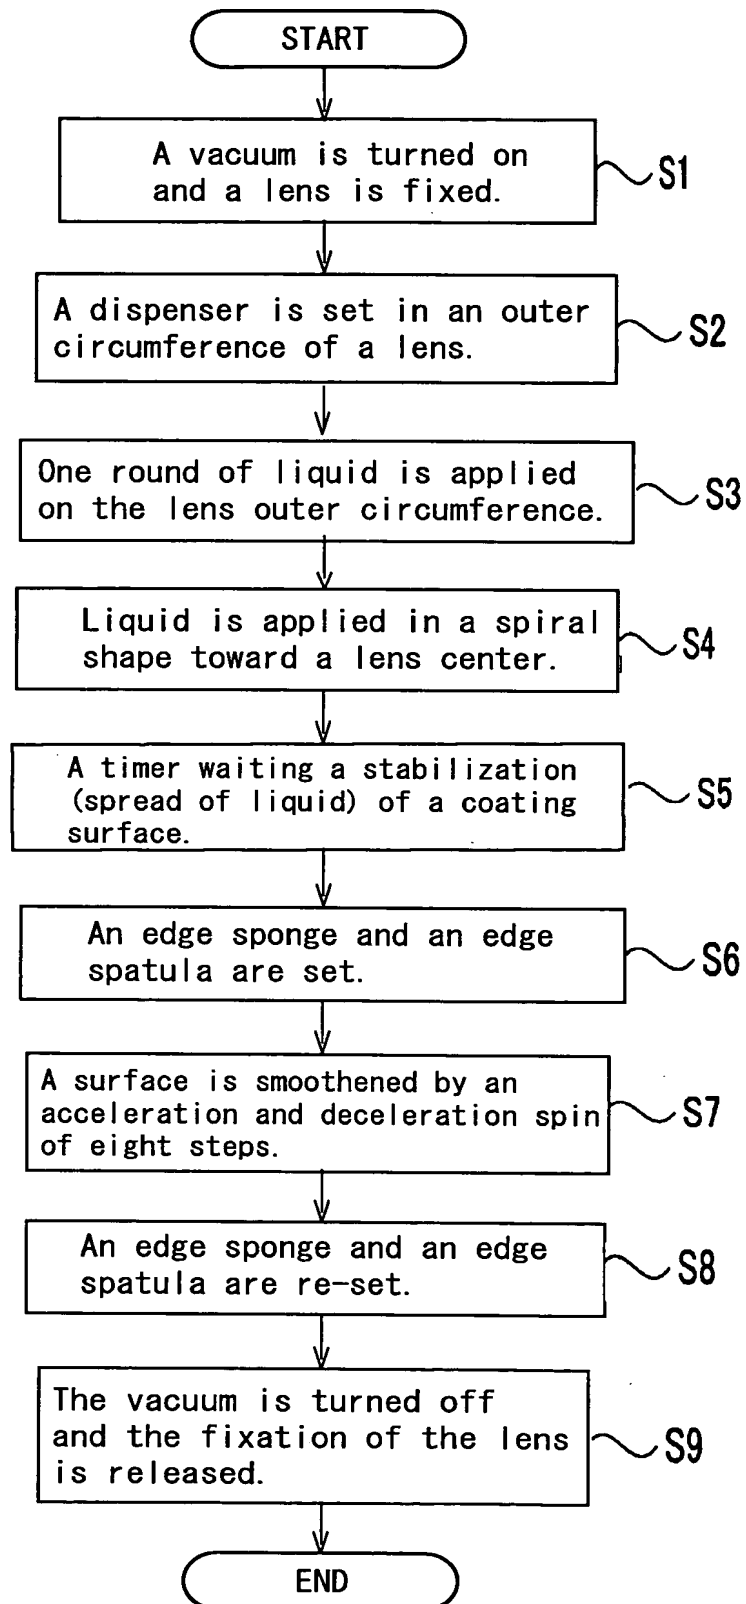 START
A vacuum is turned on
and a lens is fixed.
S1
A dispenser is set in an outer
circumference of a lens.
S2
One round of liquid is applied
on the lens outer circumference.
S3
Liquid is applied in a spiral
shape toward a lens center.
S4
A timer waiting a stabilization
(spread of liquid) of a coating
surface.
S5
An edge sponge and an edge
spatula are set.
S6
A surface is smoothened by an
acceleration and deceleration spin
of eight steps.
S7
An edge sponge and an edge
spatula are re-set.
S8
The vacuum is turned off
and the fixation of the lens
is released.
S9
END